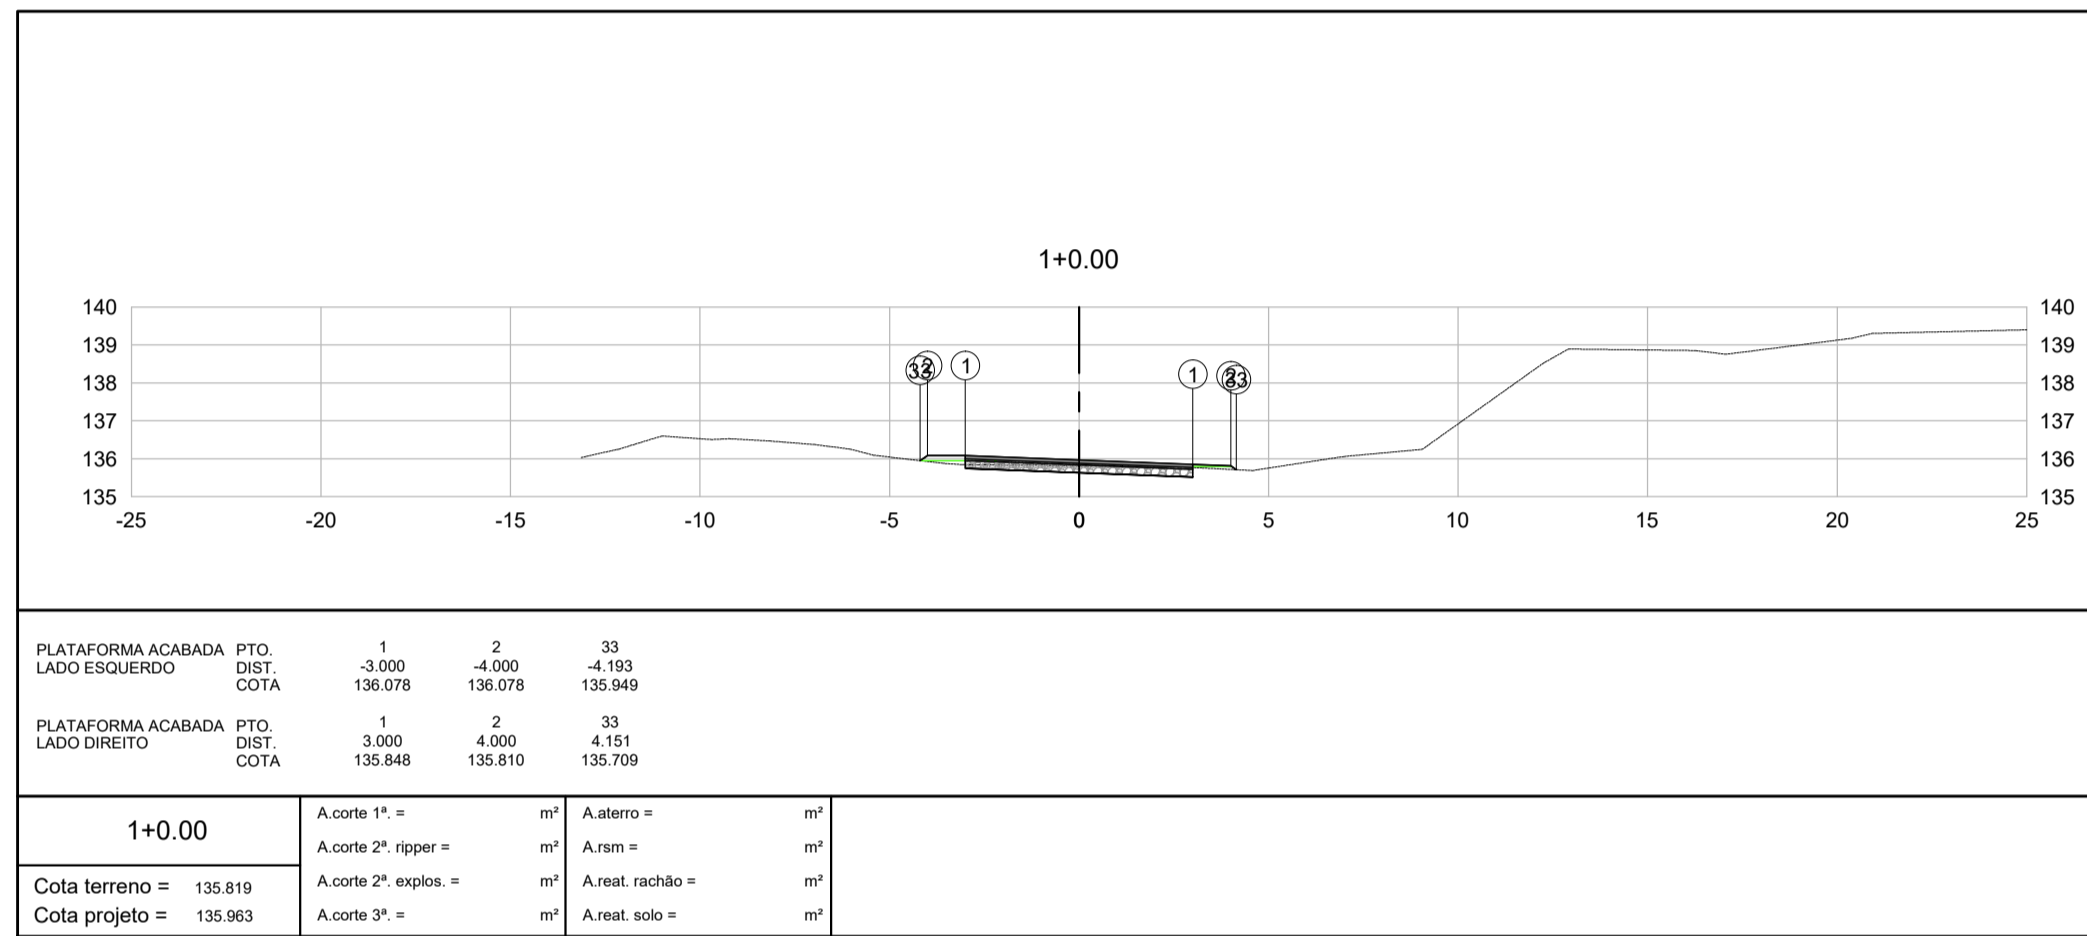 1+0.00
140 140
139 139
33 2 1 1 2 33
138 138
137 137
136 136
135 135
-25 -20 -15 -10 -5 0 5 10 15 20 25
PLATAFORMA ACABADA PTO. 1 2 33
LADO ESQUERDO DIST. -3.000 -4.000 -4.193
COTA 136.078 136.078 135.949
PLATAFORMA ACABADA PTO. 1 2 33
LADO DIREITO DIST. 3.000 4.000 4.151
COTA 135.848 135.810 135.709
1+0.00
Cota terreno = 135.819
Cota projeto = 135.963
A.corte 1ª. = m²
A.corte 2ª. ripper = m²
A.corte 2ª. explos. = m²
A.corte 3ª. = m²
A.aterro = m²
A.rsm = m²
A.reat. rachão = m²
A.reat. solo = m²